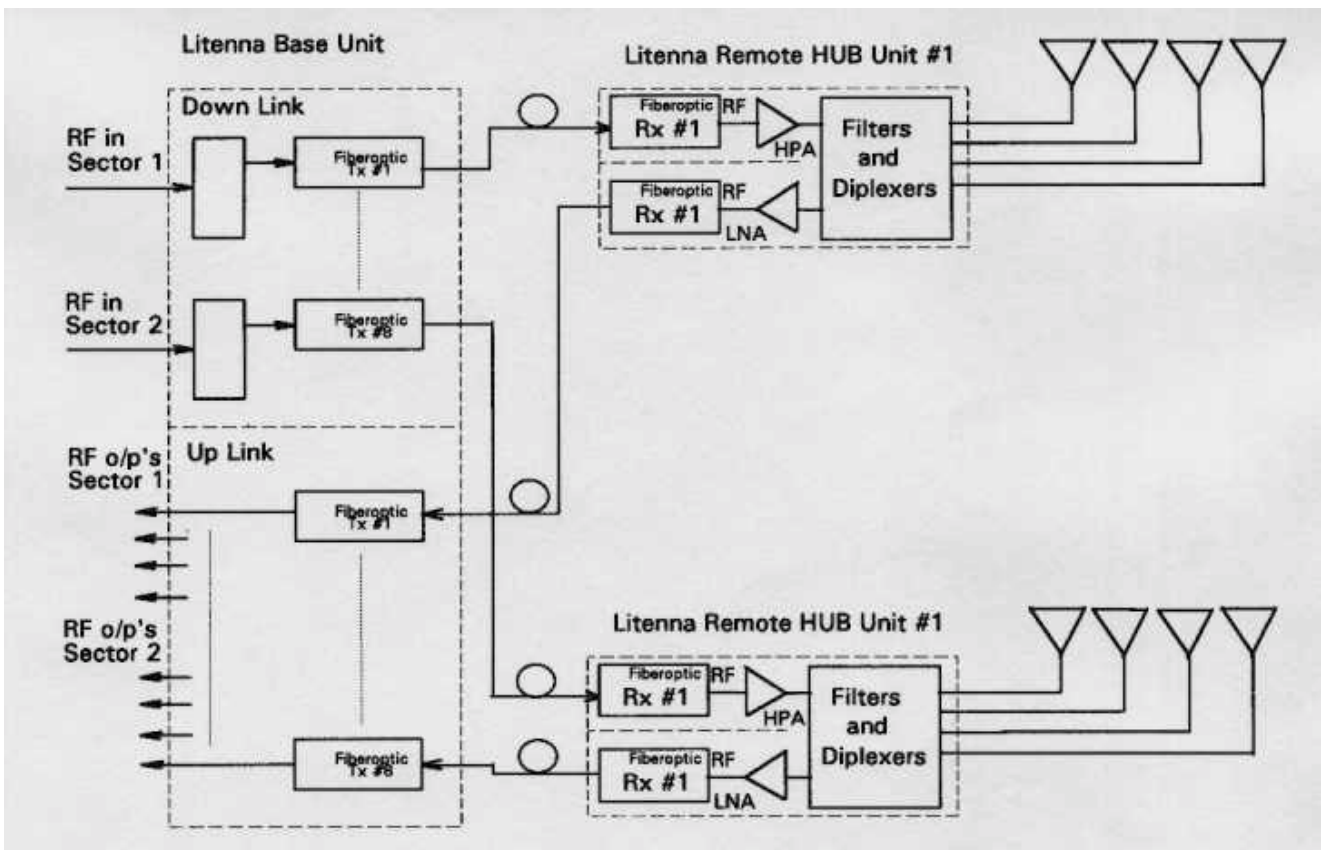 Litenna Base Unit
Litenna Remote HUB Unit #1
Down Link
RF in
Sector 1
Fiberoptic
Tx #1
Fiberoptic
Rx #1
RF
HPA
Filters
and
Diplexers
Fiberoptic
Rx #1
RF
LNA
RF in
Sector 2
Fiberoptic
Tx #8
Up Link
RF o/p's
Sector 1
Fiberoptic
Tx #1
RF o/p's
Sector 2
Fiberoptic
Tx #8
Litenna Remote HUB Unit #1
Fiberoptic
Rx #1
RF
HPA
Filters
and
Diplexers
Fiberoptic
Rx #1
RF
LNA